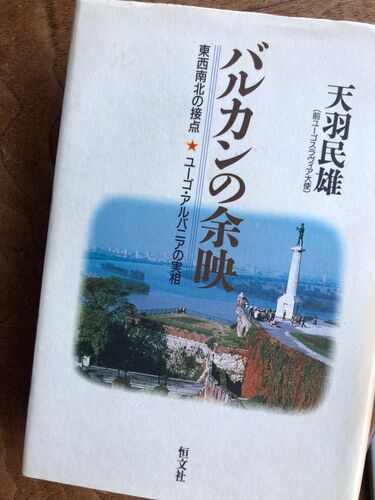 天羽民雄
(前ユーゴスラヴィア大使)
バルカンの余映
東西南北の接点★ユーゴ・アルバニアの実相
恒文社